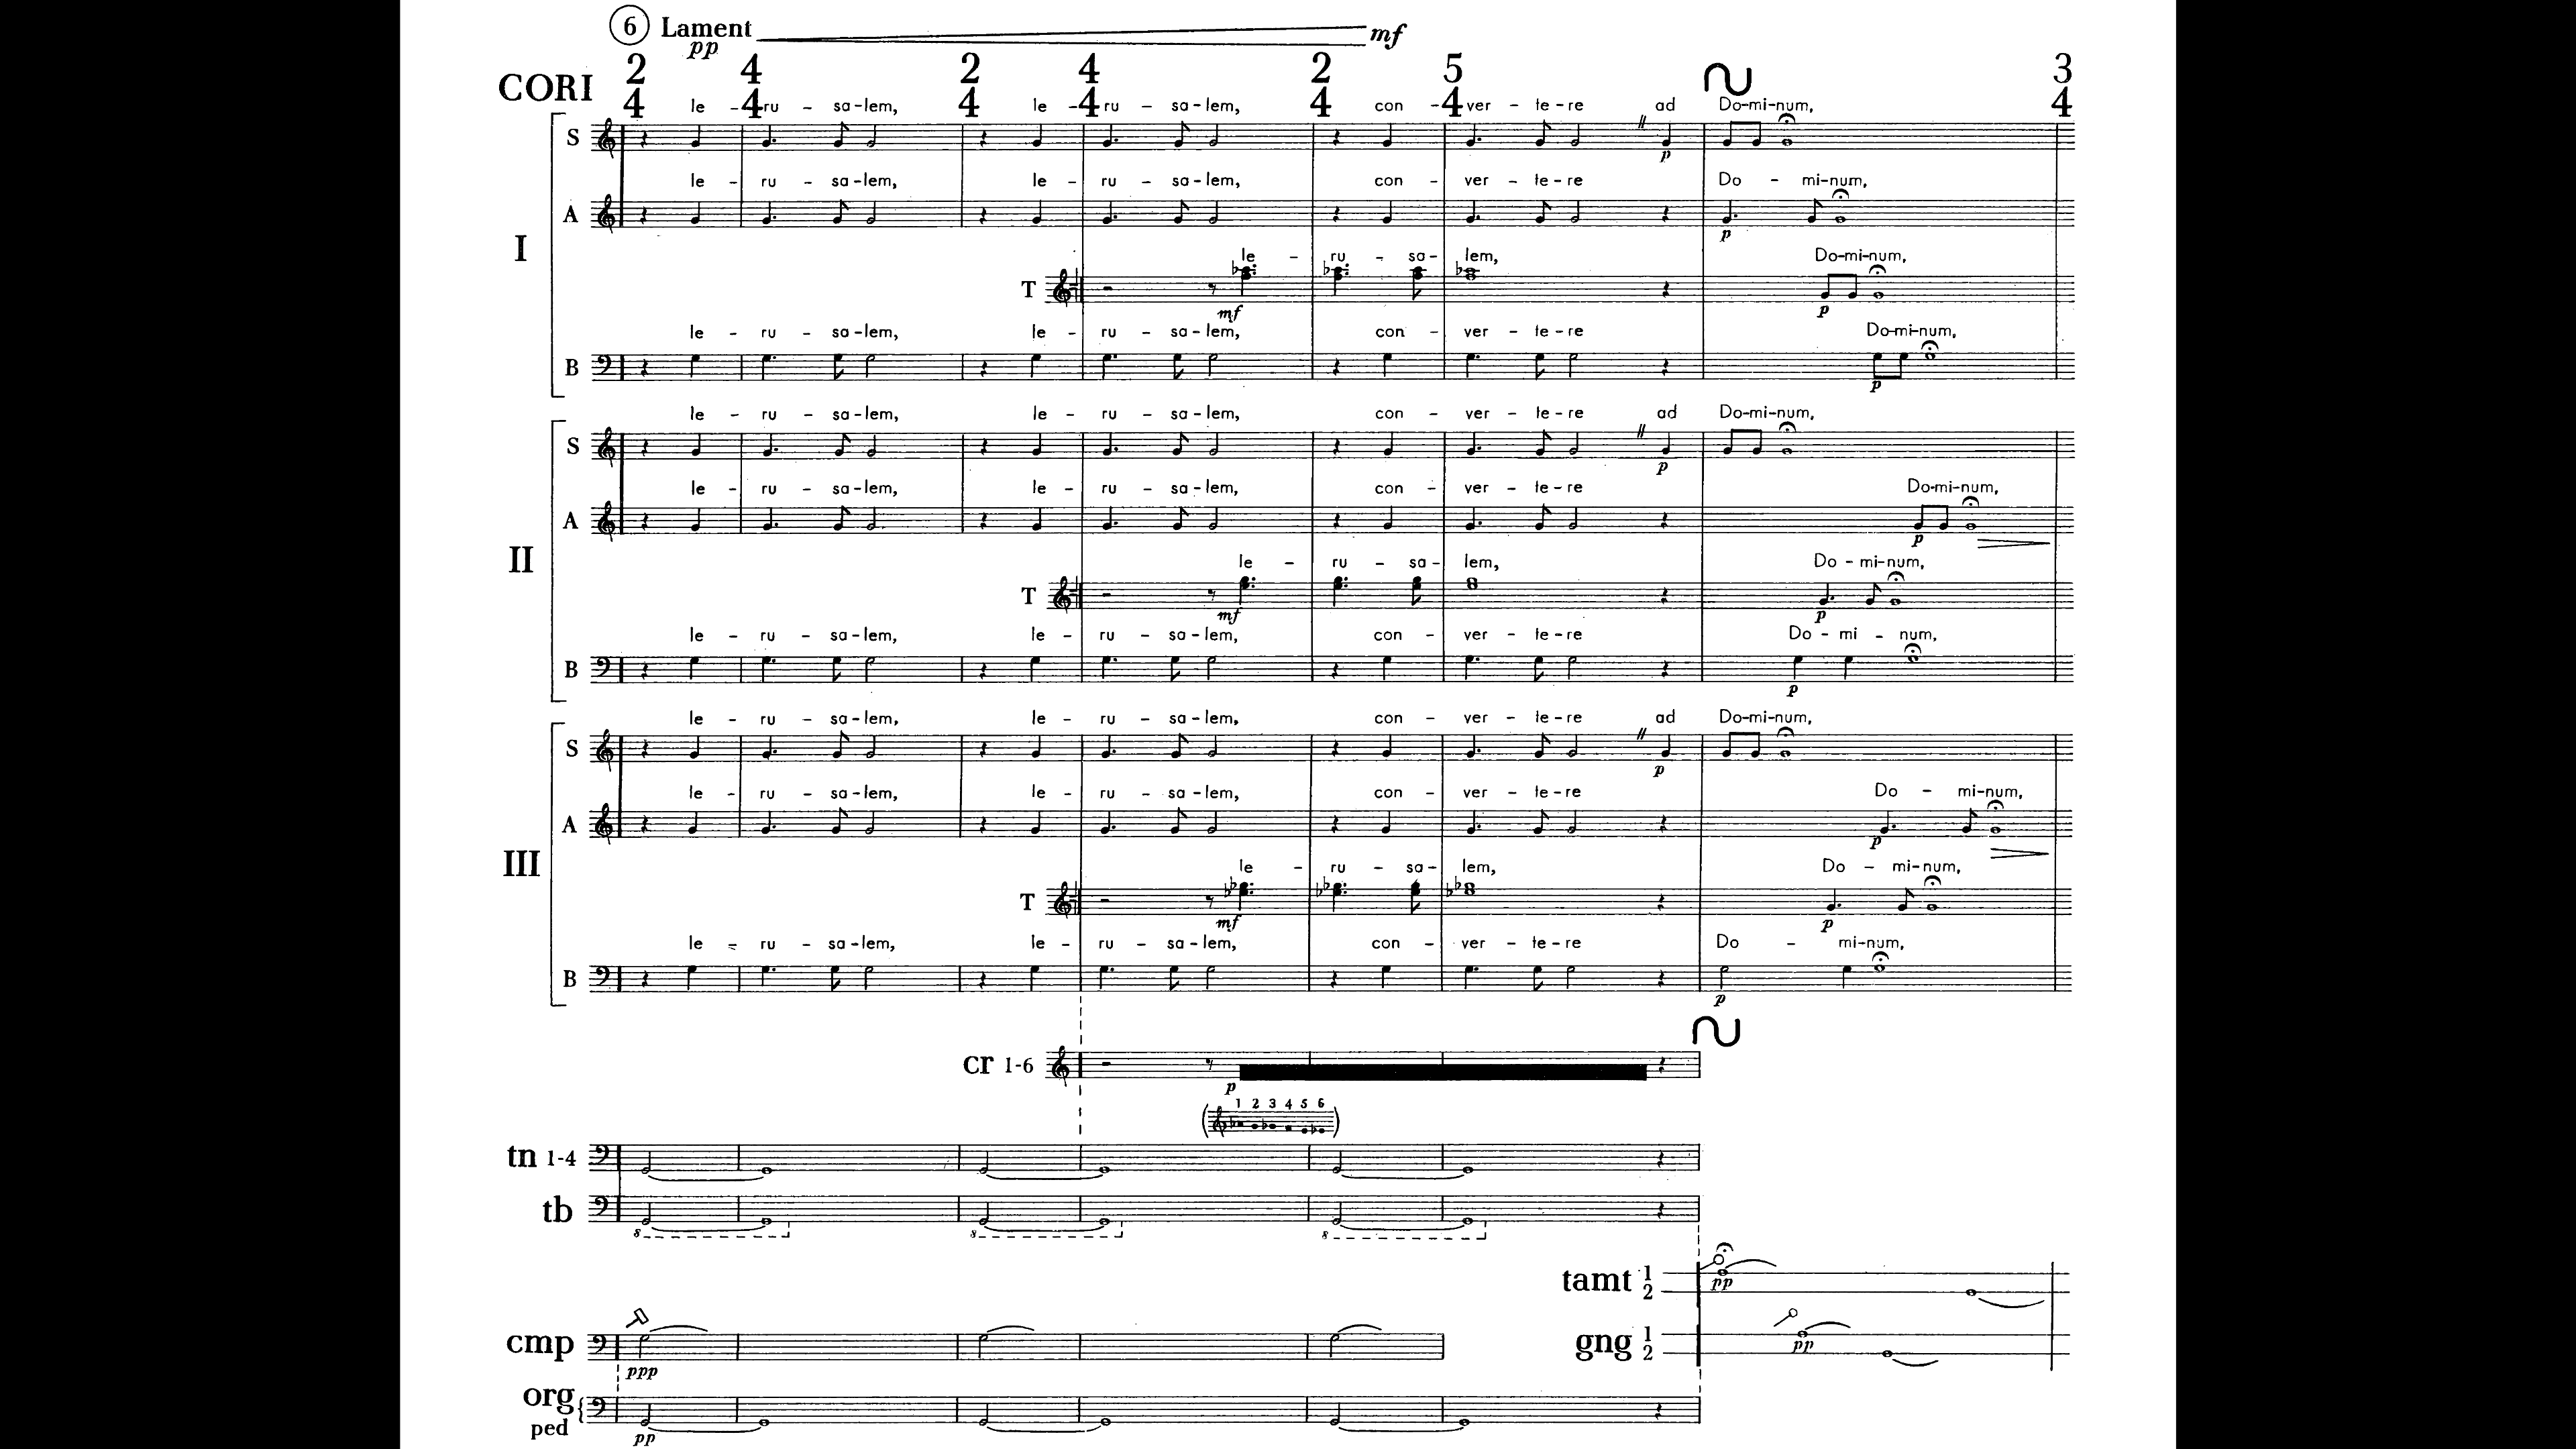 6 Lament
pp mf
2 4 2 4 2 5 3
CORI 4 4 4 4 4 4 4
Ie - ru - sa-lem, Ie - ru - sa-lem, con - ver - te-re ad Do-mi-num,
S
p
Ie - ru - sa-lem, Ie - ru - sa-lem, con - ver - te-re Do - mi-num,
A
p
I
Ie - ru - sa- lem, Do-mi-num,
T
mf p
Ie - ru - sa-lem, Ie - ru - sa-lem, con - ver - te-re Do-mi-num,
B
p
Ie - ru - sa-lem, Ie - ru - sa-lem, con - ver - te-re ad Do-mi-num,
S
p
Ie - ru - sa-lem, Ie - ru - sa-lem, con - ver - te-re Do-mi-num,
A
p
II
Ie - ru - sa- lem, Do - mi-num,
T
mf p
Ie - ru - sa-lem, Ie - ru - sa-lem, con - ver - te-re Do - mi - num,
B
p
Ie - ru - sa-lem, Ie - ru - sa-lem, con - ver - te-re ad Do-mi-num,
S
p
Ie - ru - sa-lem, Ie - ru - sa-lem, con - ver - te-re Do - mi-num,
A
p
III
Ie - ru - sa- lem, Do - mi-num,
T
mf p
Ie - ru - sa-lem, Ie - ru - sa-lem, con - ver - te-re Do - mi-num,
B
p
cr 1-6
p
1 2 3 4 5 6
tn 1-4
tb
8 8 8
tamt 1 2
pp
cmp
ppp
gng 1 2
pp
org
ped
pp